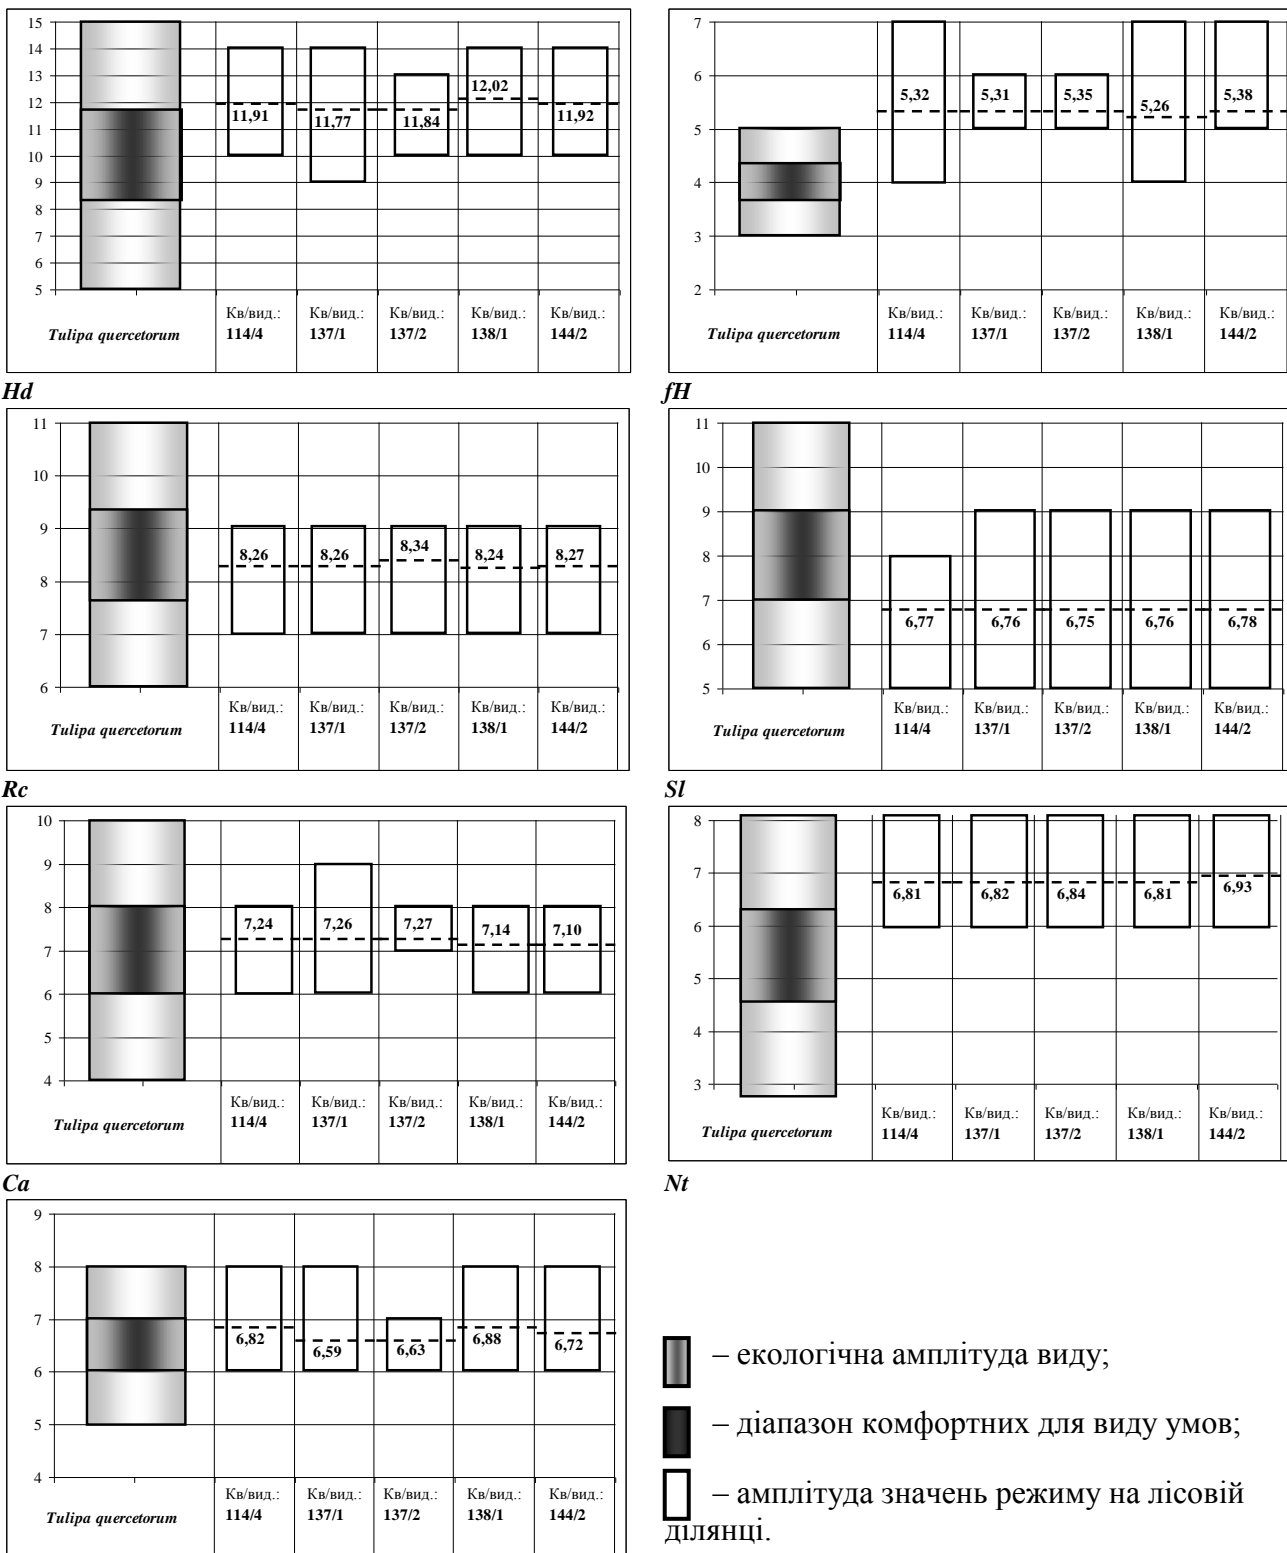 15
14
13
12
11
10
9
8
7
6
5
11,91
11,77
11,84
12,02
11,92
Tulipa quercetorum
Кв/вид.: Кв/вид.: Кв/вид.: Кв/вид.: Кв/вид.:
114/4 137/1 137/2 138/1 144/2
Hd
7
6
5
4
3
2
5,32
5,31
5,35
5,26
5,38
Tulipa quercetorum
Кв/вид.: Кв/вид.: Кв/вид.: Кв/вид.: Кв/вид.:
114/4 137/1 137/2 138/1 144/2
fH
11
10
9
8
7
6
8,26
8,26
8,34
8,24
8,27
Tulipa quercetorum
Кв/вид.: Кв/вид.: Кв/вид.: Кв/вид.: Кв/вид.:
114/4 137/1 137/2 138/1 144/2
Rc
11
10
9
8
7
6
5
6,77
6,76
6,75
6,76
6,78
Tulipa quercetorum
Кв/вид.: Кв/вид.: Кв/вид.: Кв/вид.: Кв/вид.:
114/4 137/1 137/2 138/1 144/2
Sl
10
9
8
7
6
5
4
7,24
7,26
7,27
7,14
7,10
Tulipa quercetorum
Кв/вид.: Кв/вид.: Кв/вид.: Кв/вид.: Кв/вид.:
114/4 137/1 137/2 138/1 144/2
Ca
8
7
6
5
4
3
6,81
6,82
6,84
6,81
6,93
Tulipa quercetorum
Кв/вид.: Кв/вид.: Кв/вид.: Кв/вид.: Кв/вид.:
114/4 137/1 137/2 138/1 144/2
Nt
9
8
7
6
5
4
6,82
6,59
6,63
6,88
6,72
Tulipa quercetorum
Кв/вид.: Кв/вид.: Кв/вид.: Кв/вид.: Кв/вид.:
114/4 137/1 137/2 138/1 144/2
– екологічна амплітуда виду;
– діапазон комфортних для виду умов;
– амплітуда значень режиму на лісовій
ділянці.